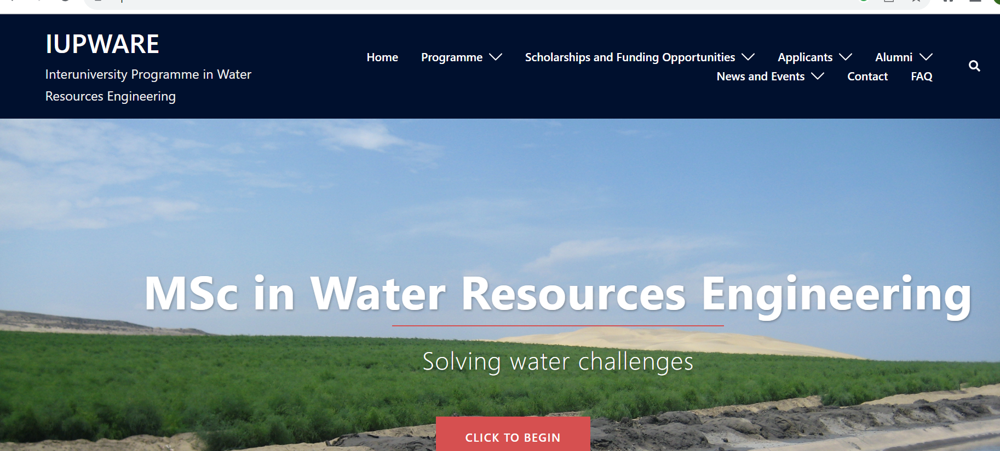 IUPWARE
Interuniversity Programme in Water
Resources Engineering
Home Programme Scholarships and Funding Opportunities Applicants Alumni
News and Events Contact FAQ
MSc in Water Resources Engineering
Solving water challenges
CLICK TO BEGIN